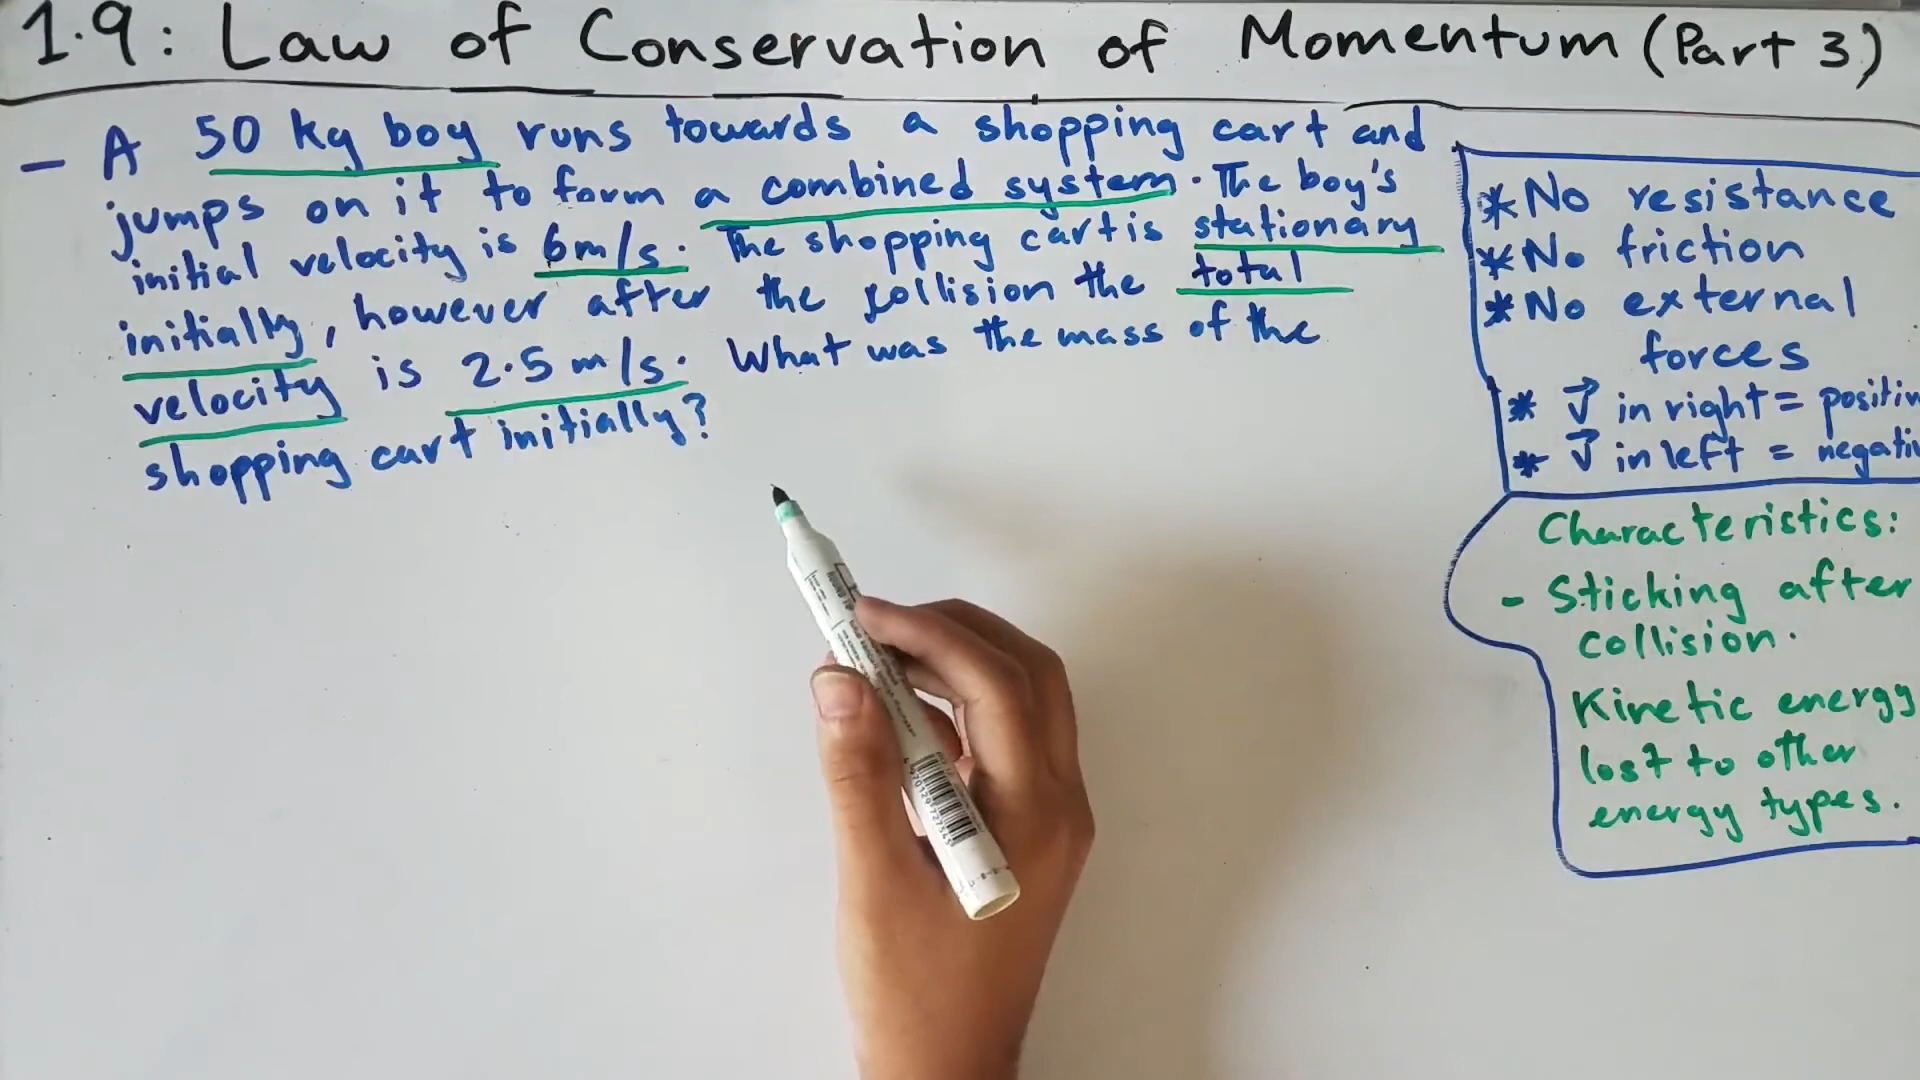 1.9: Law of Conservation of Momentum (Part 3)
- A 50 kg boy runs towards a shopping cart and
jumps on it to form a combined system. The boy's
initial velocity is 6m/s. The shopping cart is stationary
initially, however after the collision the total
velocity is 2.5 m/s. What was the mass of the
shopping cart initially?
* No resistance
* No friction
* No external
forces
* V⃗ in right = positiv
* V⃗ in left = negativ
Characteristics:
- Sticking after
collision.
Kinetic energy
lost to other
energy types.